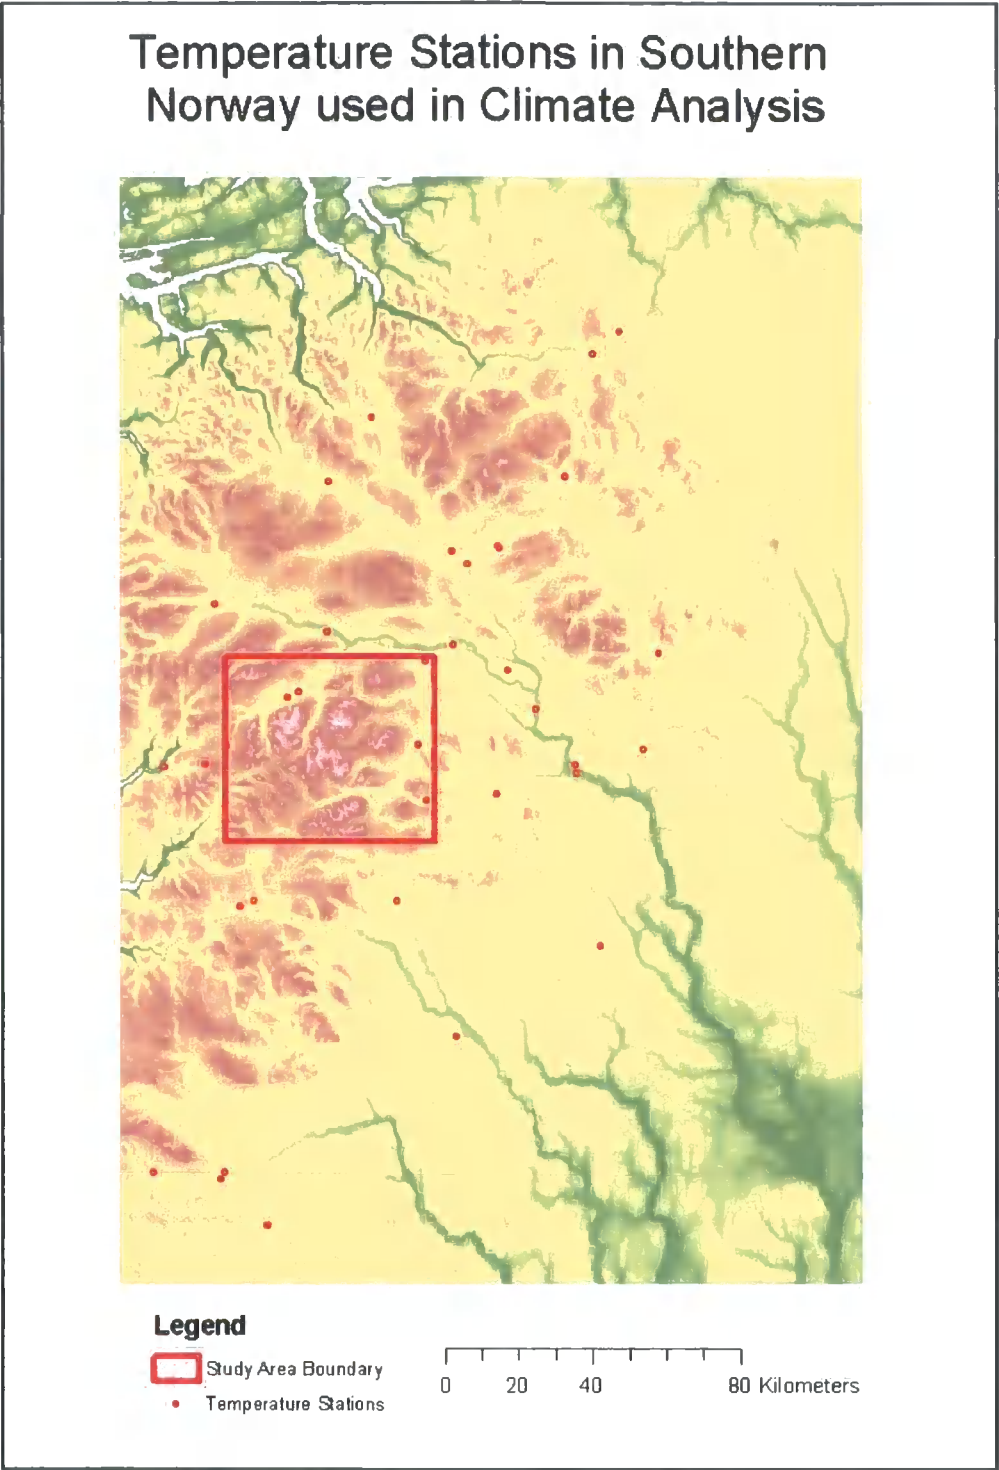 Temperature Stations in Southern
Norway used in Climate Analysis
Legend
Study Area Boundary
Temperature Stations
0 20 40 80 Kilometers